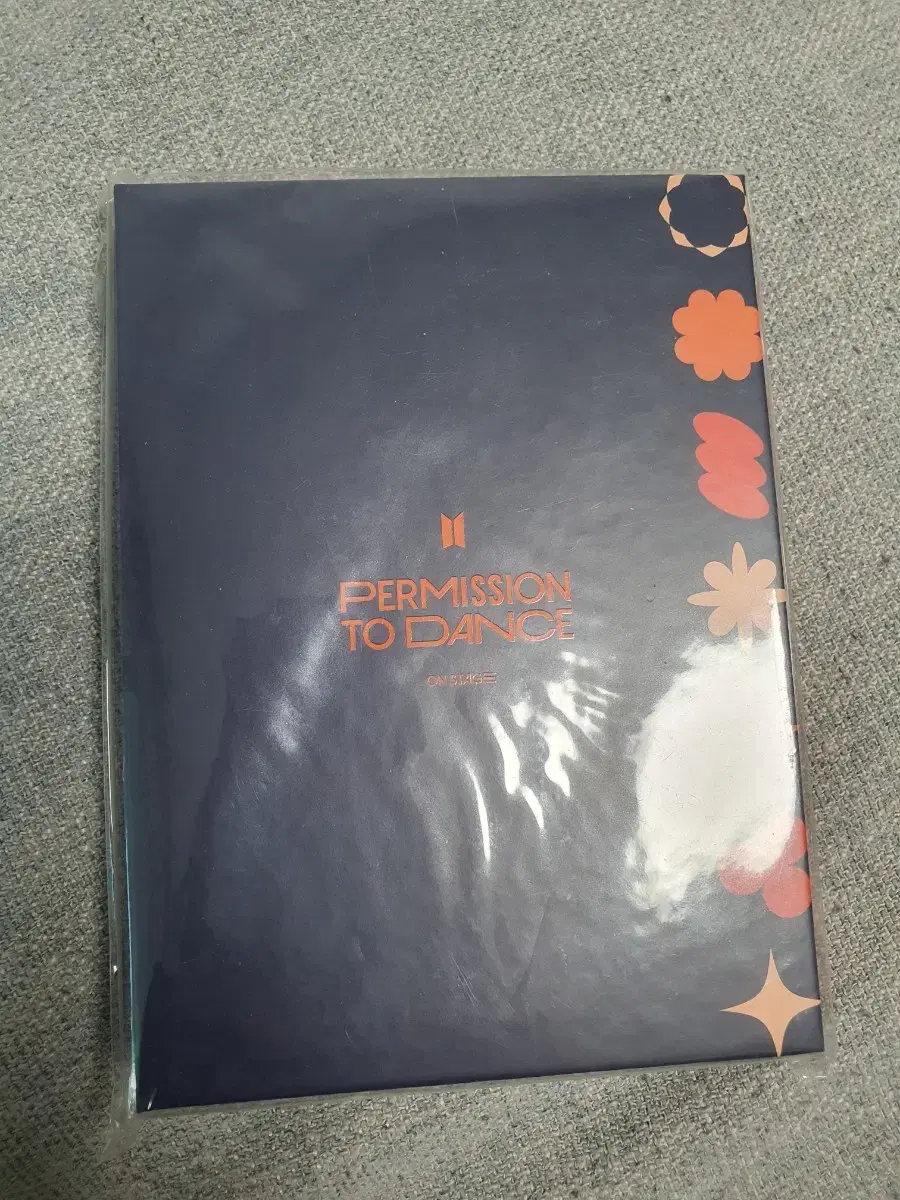 PERMISSION
TO DANCE
ON STAGE